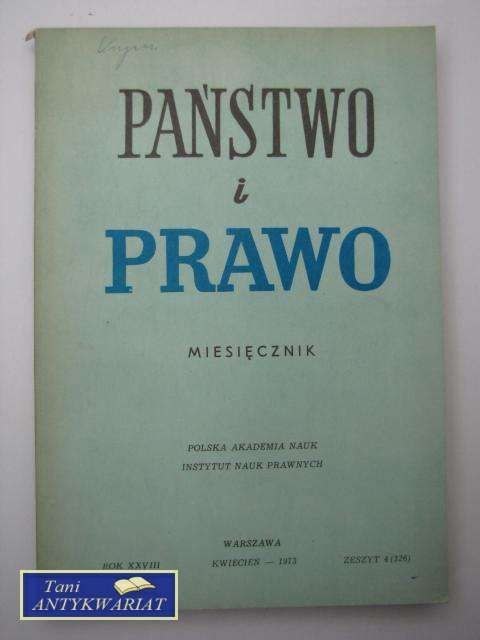 PAŃSTWO
i
PRAWO
MIESIĘCZNIK
POLSKA AKADEMIA NAUK
INSTYTUT NAUK PRAWNYCH
WARSZAWA
ROK XXVIII KWIECIEŃ — 1973 ZESZYT 4 (326)
Tani
ANTYKWARIAT